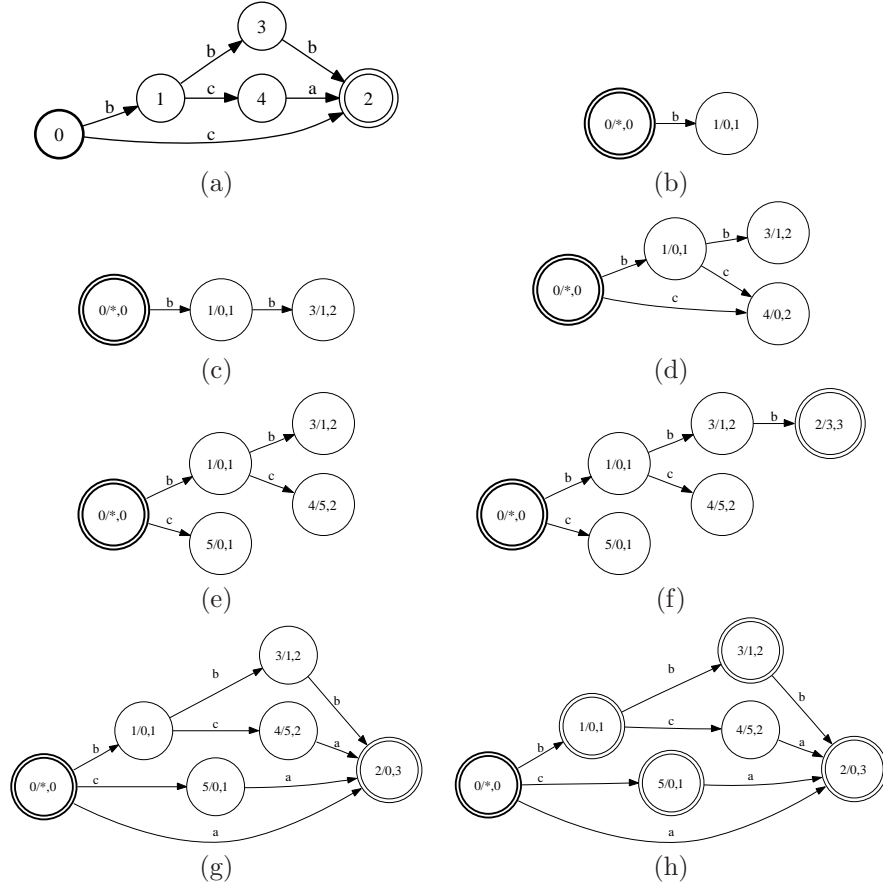 3
b
b
1
c
4
a
2
b
0
c
(a)
0/*,0
b
1/0,1
(b)
0/*,0
b
1/0,1
b
3/1,2
(c)
0/*,0
b
1/0,1
b
3/1,2
c
c
4/0,2
(d)
0/*,0
b
1/0,1
b
3/1,2
c
4/5,2
c
5/0,1
(e)
0/*,0
b
1/0,1
b
3/1,2
b
2/3,3
c
4/5,2
c
5/0,1
(f)
0/*,0
b
1/0,1
b
3/1,2
b
c
4/5,2
a
c
5/0,1
a
2/0,3
a
(g)
0/*,0
b
1/0,1
b
3/1,2
b
c
4/5,2
a
c
5/0,1
a
2/0,3
a
(h)